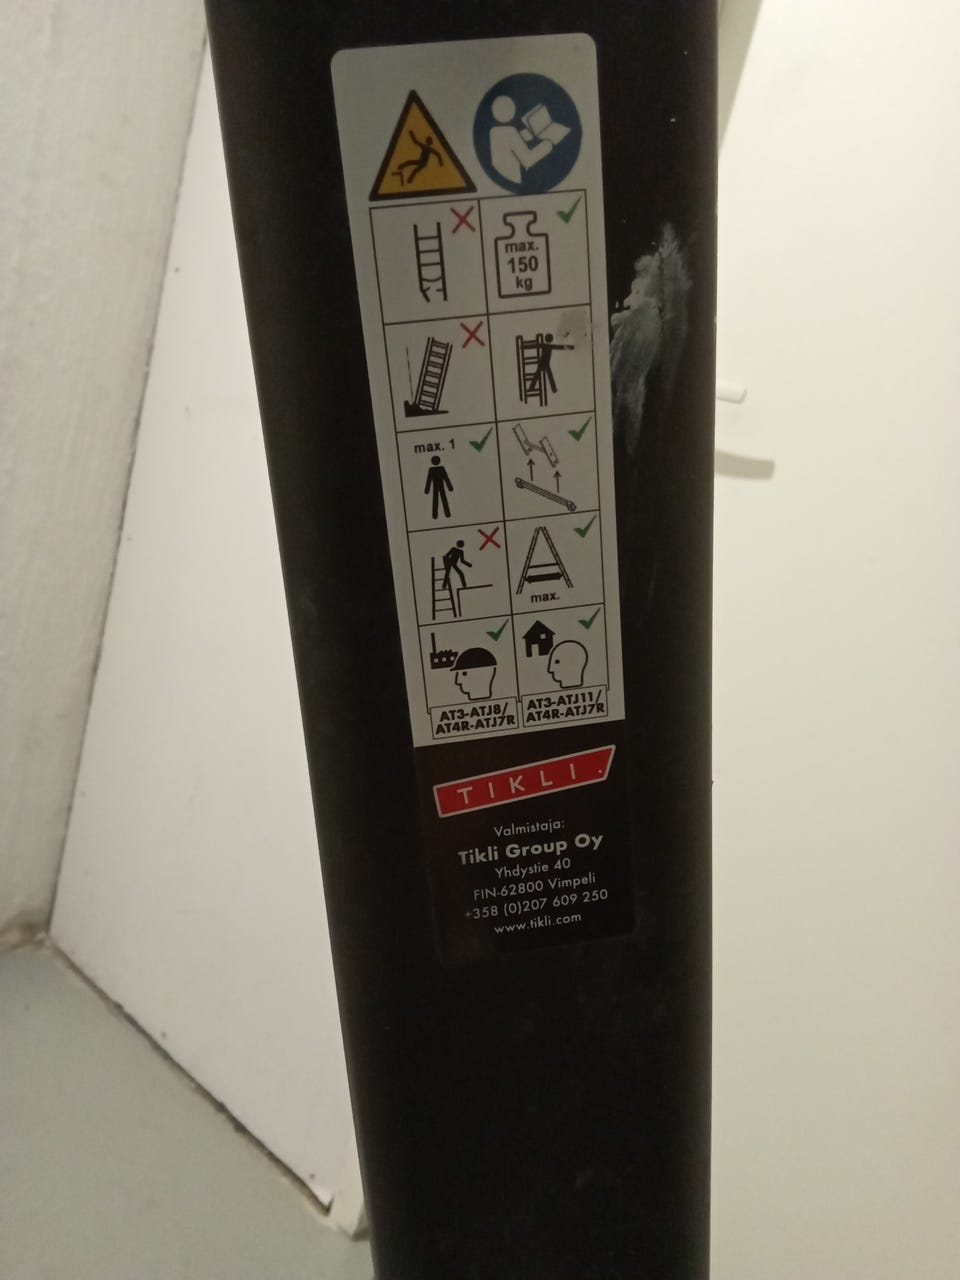 max.
150
kg
max. 1
max.
AT3-ATJ8/
AT4R-ATJ7R
AT3-ATJ11/
AT4R-ATJ7R
TIKLI.
Valmistaja:
Tikli Group Oy
Yhdystie 40
FIN-62800 Vimpeli
+358 (0)207 609 250
www.tikli.com